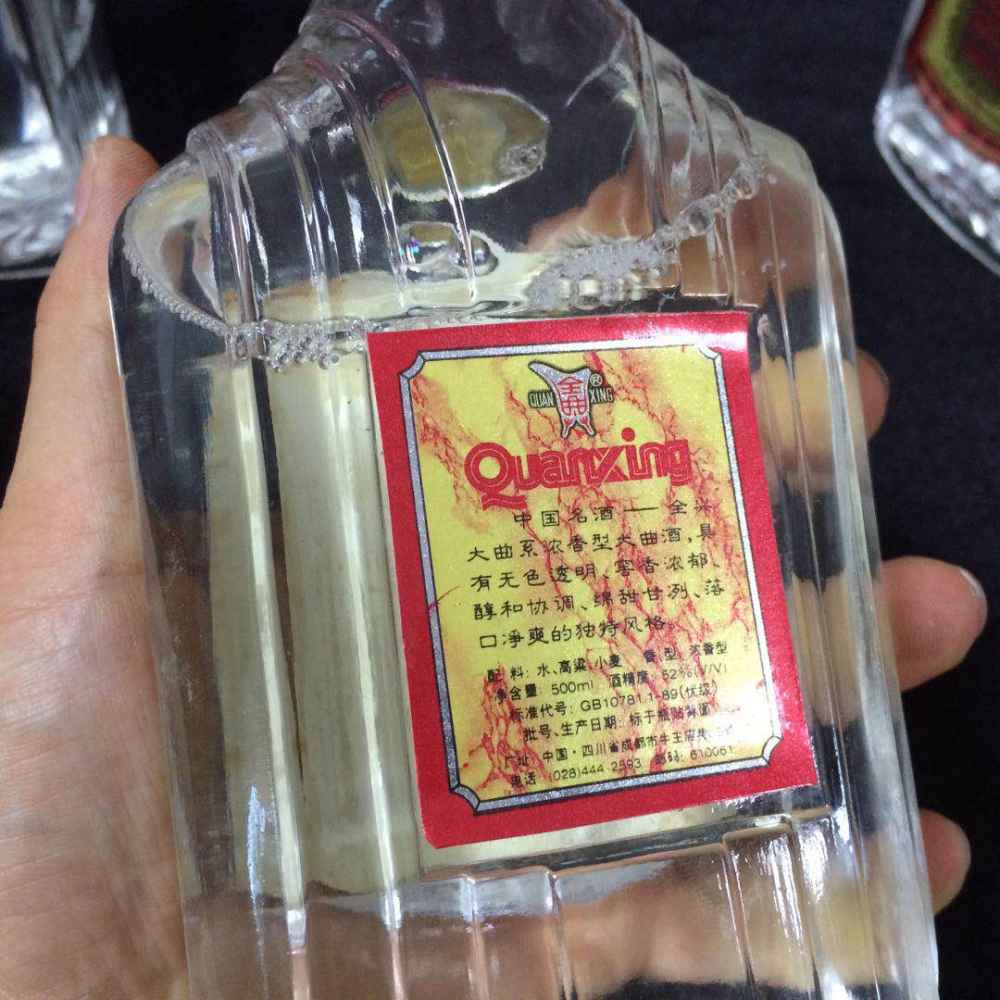 QUAN 全興 ® XING
Quanxing
中国名酒——全兴
大曲系浓香型大曲酒,具
有无色透明、窖香浓郁、
醇和协调、绵甜甘冽、落
口净爽的独特风格。
配料:水、高粱、小麦 香型:浓香型
净含量:500ml 酒精度:52%(V/V)
标准代号:GB10781.1-89(优级)
批号、生产日期:标于瓶贴背面
厂址:中国·四川省成都市牛王庙
电话:(028)444 2593 邮码:610061